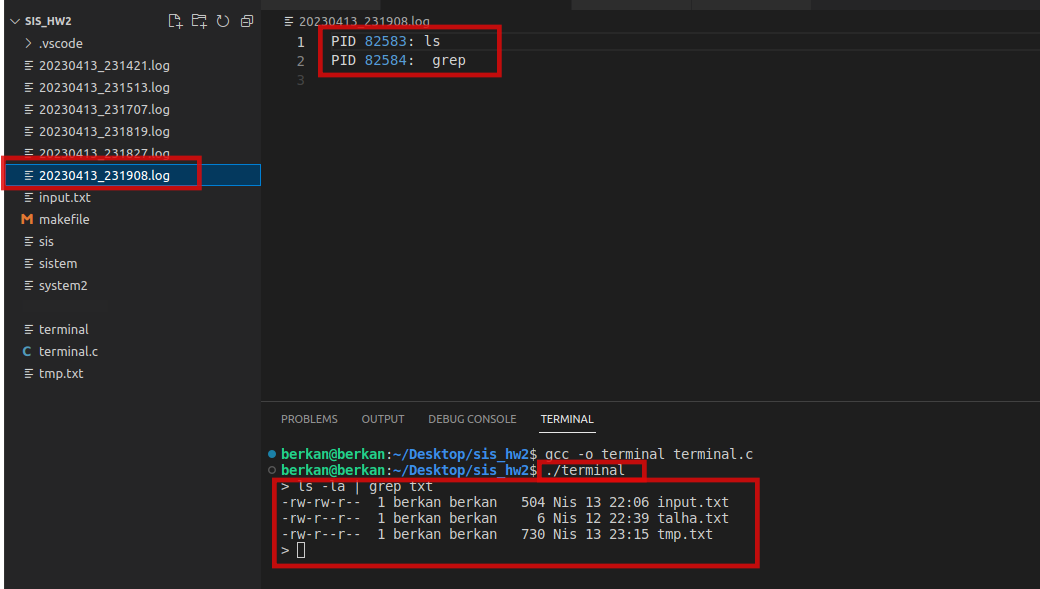 SIS_HW2
.vscode
20230413_231421.log
20230413_231513.log
20230413_231707.log
20230413_231819.log
20230413_231827.log
20230413_231908.log
input.txt
makefile
sis
sistem
system2
terminal
C terminal.c
tmp.txt
20230413_231908.log
1 PID 82583: ls
2 PID 82584:  grep
3
PROBLEMS OUTPUT DEBUG CONSOLE TERMINAL
berkan@berkan:~/Desktop/sis_hw2$ gcc -o terminal terminal.c
berkan@berkan:~/Desktop/sis_hw2$ ./terminal
> ls -la | grep txt
-rw-rw-r--  1 berkan berkan   504 Nis 13 22:06 input.txt
-rw-r--r--  1 berkan berkan     6 Nis 12 22:39 talha.txt
-rw-r--r--  1 berkan berkan   730 Nis 13 23:15 tmp.txt
>